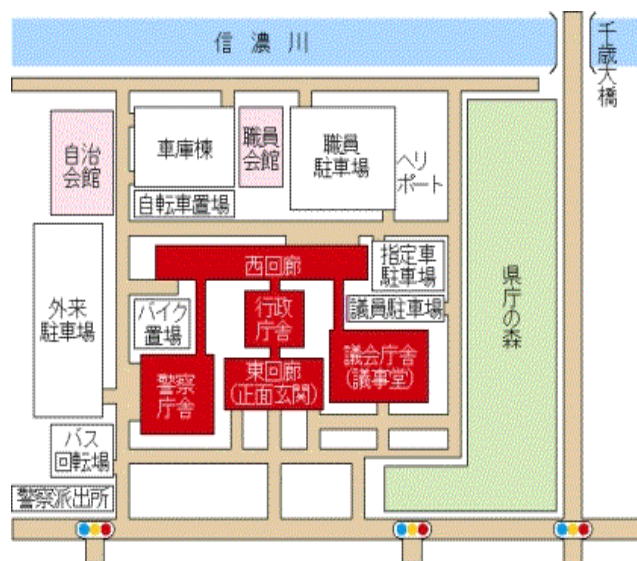 信濃川
千歳大橋
自治
会館
車庫棟
職員
会館
職員
駐車場
ヘリ
ポート
自転車置場
外来
駐車場
西回廊
指定車
駐車場
県庁の森
バイク
置場
行政
庁舎
議員駐車場
警察
庁舎
東回廊
(正面玄関)
議会庁舎
(議事堂)
バス
回転場
警察派出所